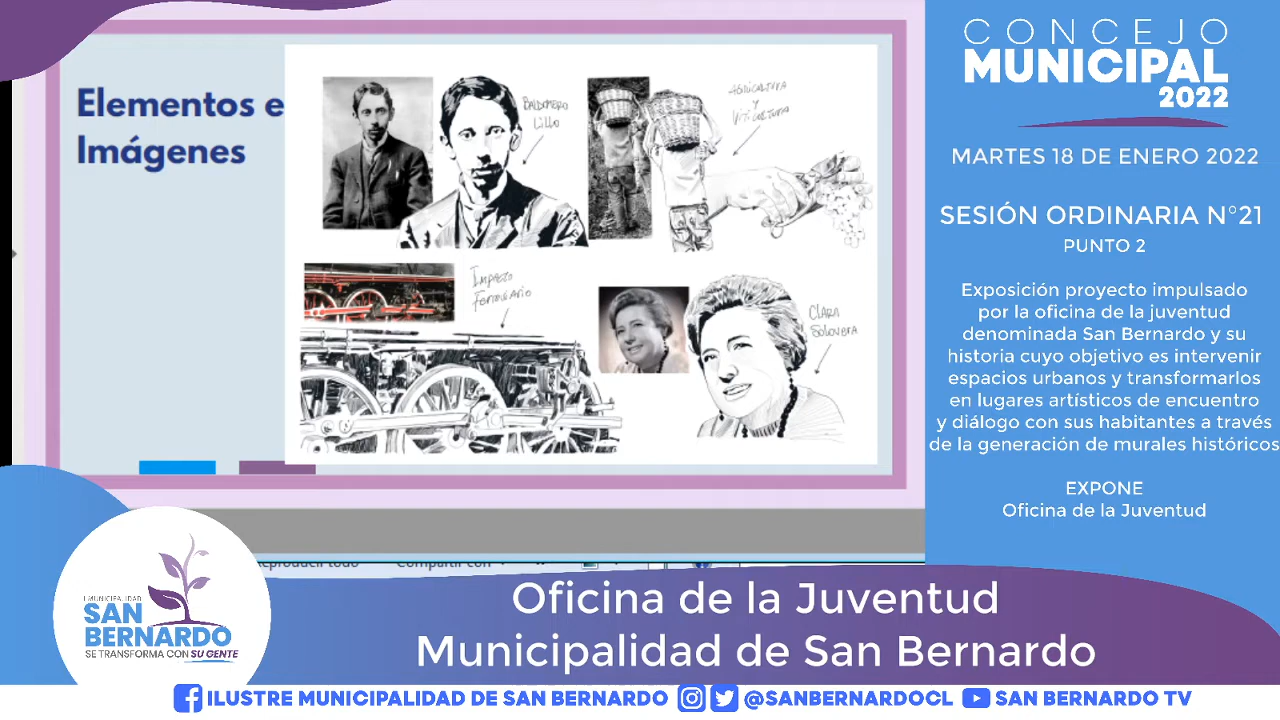 Elementos e
Imágenes
BALDOMERO
Lillo
AGRICULTURA
Y
VITICULTURA
IMPACTO
FERROVIARIO
CLARA
SOLOVERA
CONCEJO
MUNICIPAL
2022
MARTES 18 DE ENERO 2022
SESIÓN ORDINARIA N°21
PUNTO 2
Exposición proyecto impulsado
por la oficina de la juventud
denominada San Bernardo y su
historia cuyo objetivo es intervenir
espacios urbanos y transformarlos
en lugares artísticos de encuentro
y diálogo con sus habitantes a través
de la generación de murales históricos
EXPONE
Oficina de la Juventud
I MUNICIPALIDAD
SAN
BERNARDO
SE TRANSFORMA CON SU GENTE
Oficina de la Juventud
Municipalidad de San Bernardo
ILUSTRE MUNICIPALIDAD DE SAN BERNARDO @SANBERNARDOCL SAN BERNARDO TV